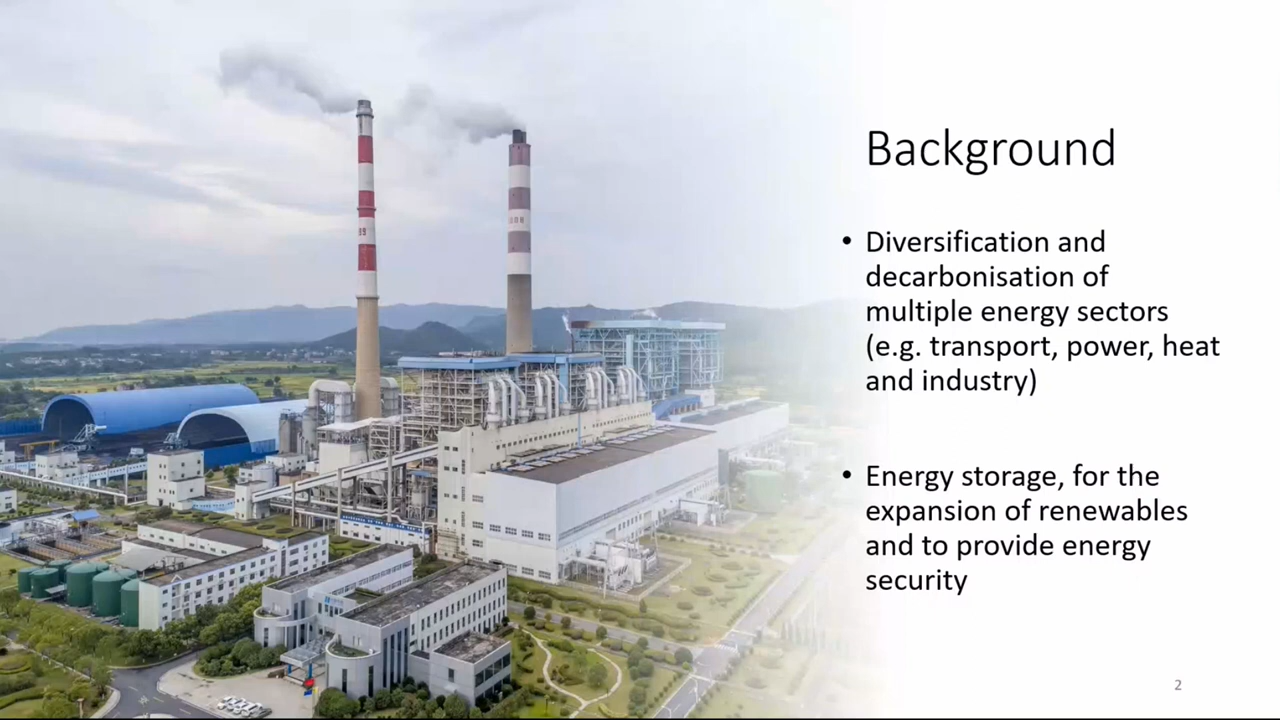 Background
• Diversification and
decarbonisation of
multiple energy sectors
(e.g. transport, power, heat
and industry)
• Energy storage, for the
expansion of renewables
and to provide energy
security
2